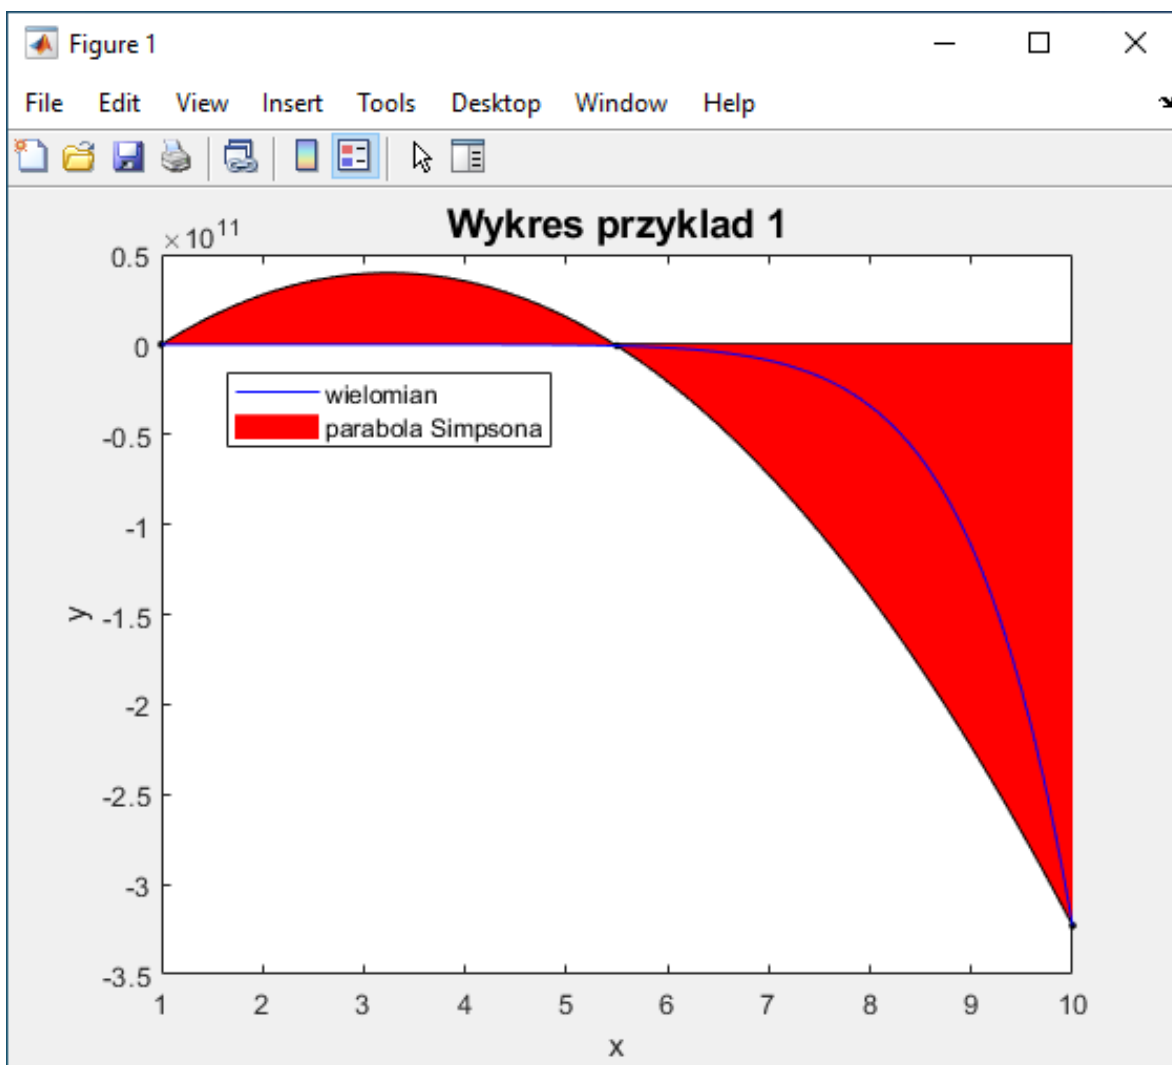 Figure 1
File Edit View Insert Tools Desktop Window Help
Wykres przyklad 1
×10^11
0.5
0
-0.5
-1
-1.5
-2
-2.5
-3
-3.5
y
wielomian
parabola Simpsona
1 2 3 4 5 6 7 8 9 10
x